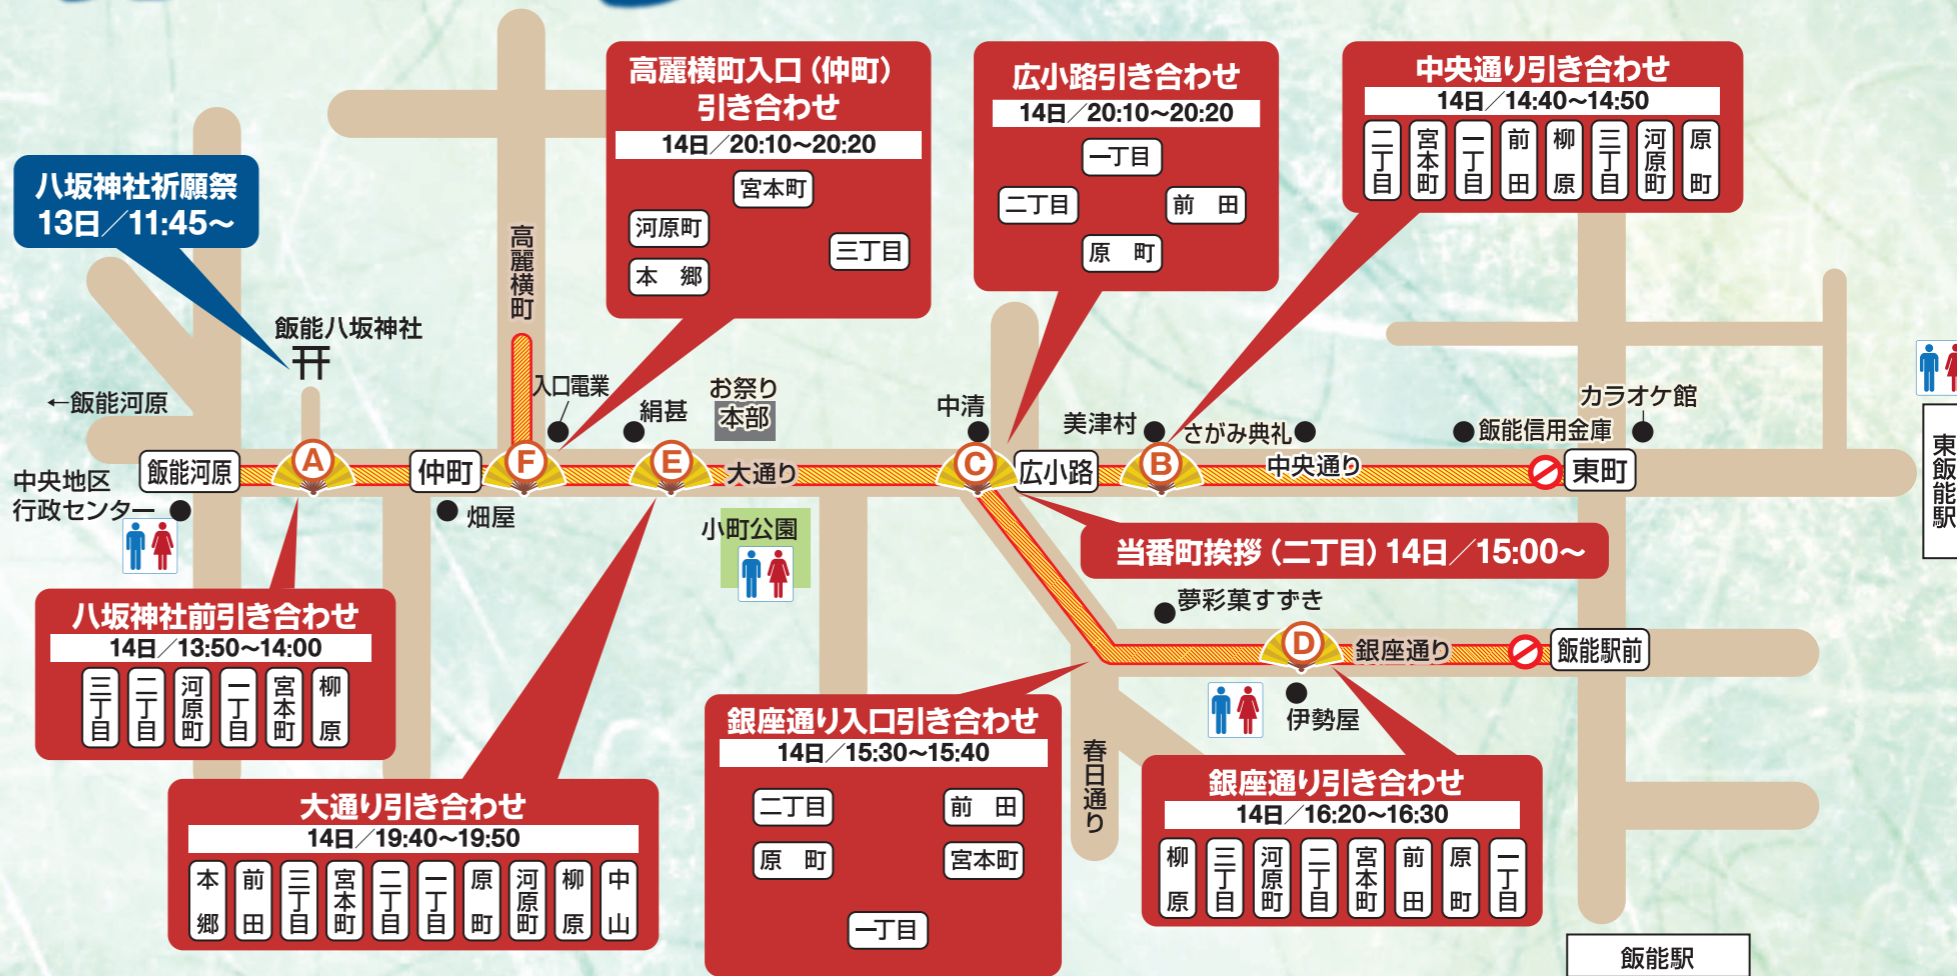 高麗横町入口（仲町）
引き合わせ
14日／20:10～20:20
宮本町
河原町
三丁目
本　郷
広小路引き合わせ
14日／20:10～20:20
一丁目
二丁目
前　田
原　町
中央通り引き合わせ
14日／14:40～14:50
二丁目
宮本町
一丁目
前田
柳原
三丁目
河原町
原町
八坂神社祈願祭
13日／11:45～
飯能八坂神社
高麗横町
←飯能河原
入口電業
絹甚
お祭り
本部
中清
美津村
さがみ典礼
飯能信用金庫
カラオケ館
東飯能駅
飯能河原
A
仲町
F
E
大通り
C
広小路
B
中央通り
東町
中央地区
行政センター
畑屋
小町公園
当番町挨拶（二丁目）14日／15:00～
夢彩菓すずき
D
銀座通り
飯能駅前
伊勢屋
春日通り
八坂神社前引き合わせ
14日／13:50～14:00
三丁目
二丁目
河原町
一丁目
宮本町
柳原
大通り引き合わせ
14日／19:40～19:50
本郷
前田
三丁目
宮本町
二丁目
一丁目
原町
河原町
柳原
中山
銀座通り入口引き合わせ
14日／15:30～15:40
二丁目
前　田
原　町
宮本町
一丁目
銀座通り引き合わせ
14日／16:20～16:30
柳原
三丁目
河原町
二丁目
宮本町
前田
原町
一丁目
飯能駅